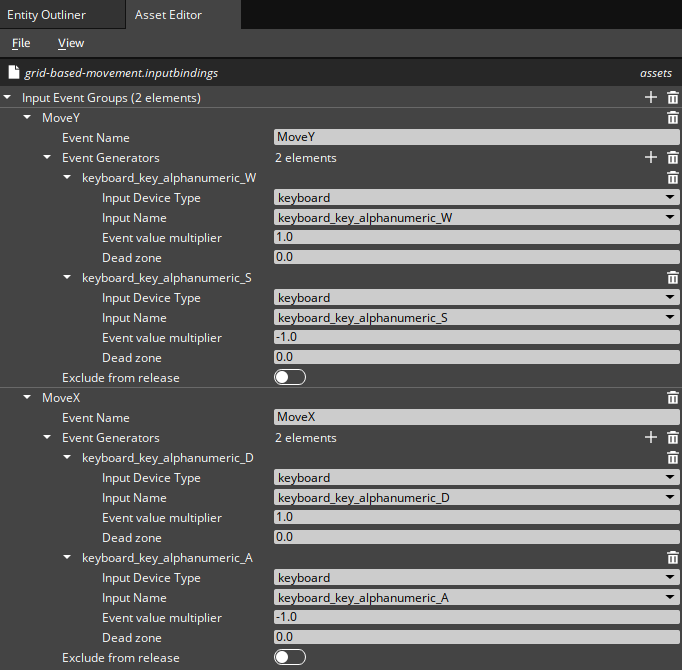 Entity Outliner Asset Editor
File View
grid-based-movement.inputbindings assets
Input Event Groups (2 elements)
MoveY
Event Name MoveY
Event Generators 2 elements
keyboard_key_alphanumeric_W
Input Device Type keyboard
Input Name keyboard_key_alphanumeric_W
Event value multiplier 1.0
Dead zone 0.0
keyboard_key_alphanumeric_S
Input Device Type keyboard
Input Name keyboard_key_alphanumeric_S
Event value multiplier -1.0
Dead zone 0.0
Exclude from release
MoveX
Event Name MoveX
Event Generators 2 elements
keyboard_key_alphanumeric_D
Input Device Type keyboard
Input Name keyboard_key_alphanumeric_D
Event value multiplier 1.0
Dead zone 0.0
keyboard_key_alphanumeric_A
Input Device Type keyboard
Input Name keyboard_key_alphanumeric_A
Event value multiplier -1.0
Dead zone 0.0
Exclude from release